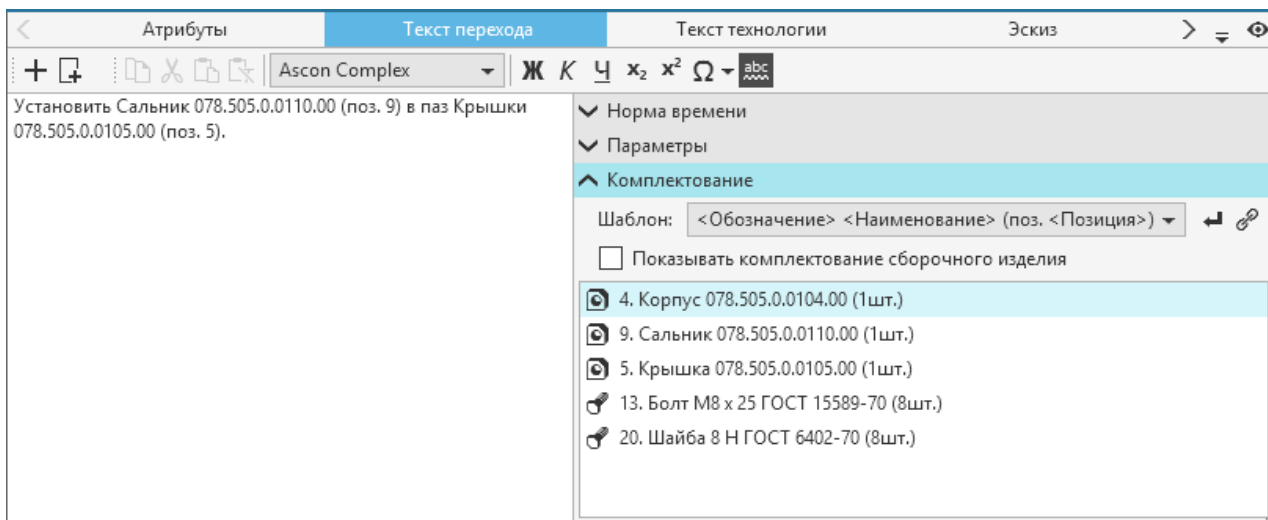 Атрибуты
Текст перехода
Текст технологии
Эскиз
Ascon Complex
Ж К Ч x₂ x² Ω abc
Установить Сальник 078.505.0.0110.00 (поз. 9) в паз Крышки
078.505.0.0105.00 (поз. 5).
Норма времени
Параметры
Комплектование
Шаблон: <Обозначение> <Наименование> (поз. <Позиция>)
Показывать комплектование сборочного изделия
4. Корпус 078.505.0.0104.00 (1шт.)
9. Сальник 078.505.0.0110.00 (1шт.)
5. Крышка 078.505.0.0105.00 (1шт.)
13. Болт М8 х 25 ГОСТ 15589-70 (8шт.)
20. Шайба 8 Н ГОСТ 6402-70 (8шт.)